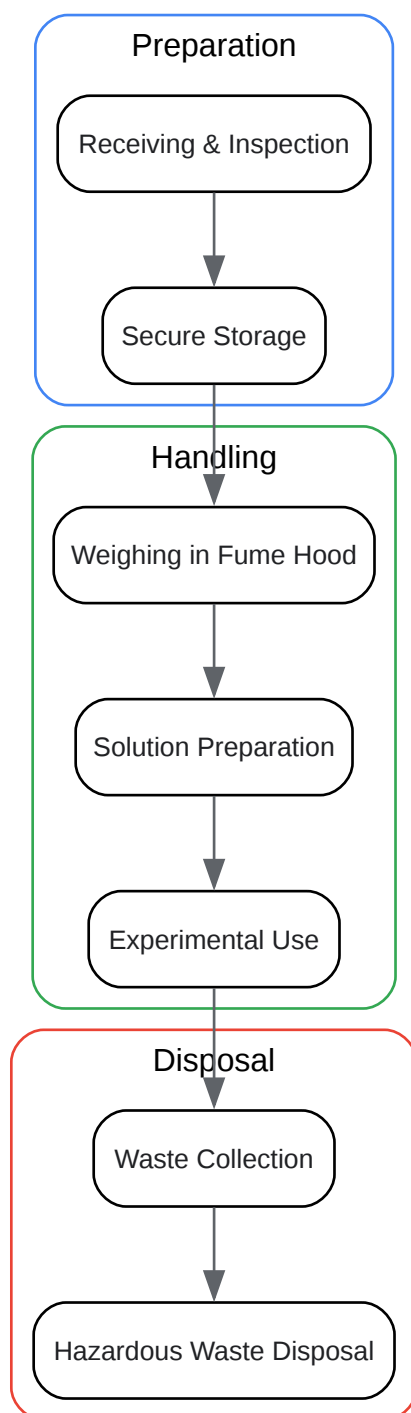 Preparation
Receiving & Inspection
Secure Storage
Handling
Weighing in Fume Hood
Solution Preparation
Experimental Use
Disposal
Waste Collection
Hazardous Waste Disposal